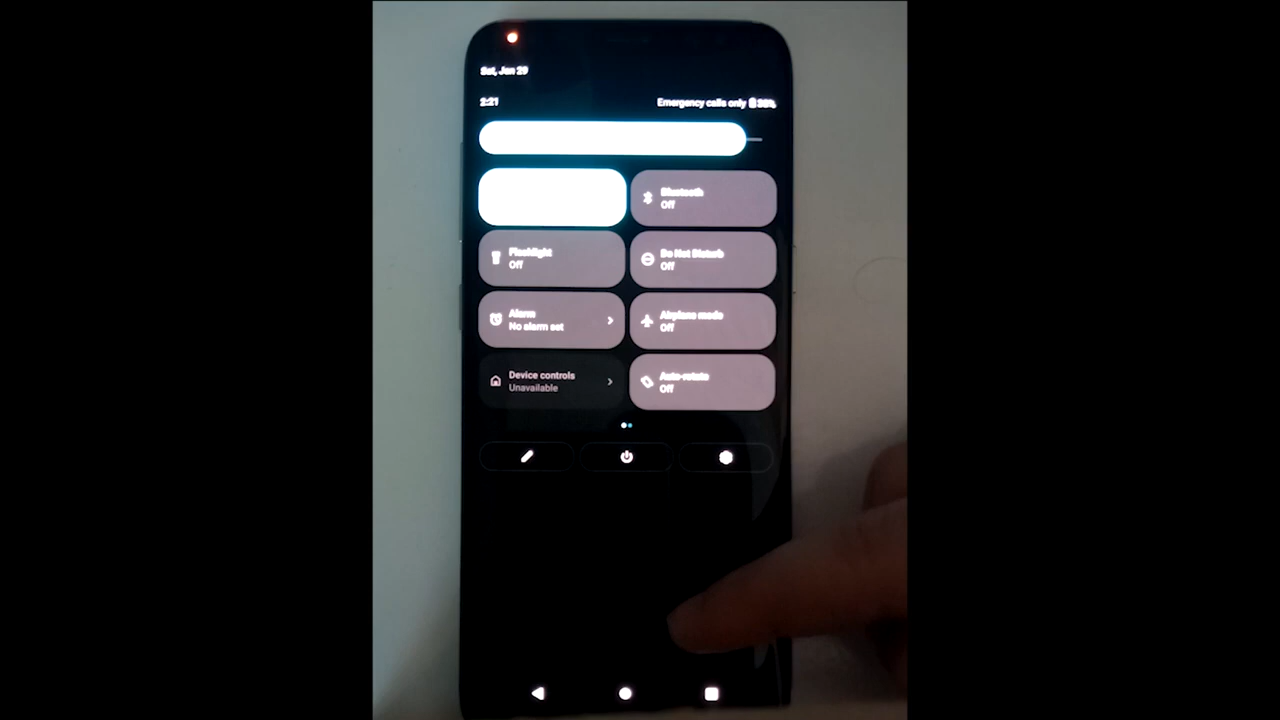 Sat, Jan 29
2:21
Emergency calls only
Bluetooth
Off
Flashlight
Off
Do Not Disturb
Off
Alarm
No alarm set
Airplane mode
Off
Device controls
Unavailable
Auto-rotate
Off